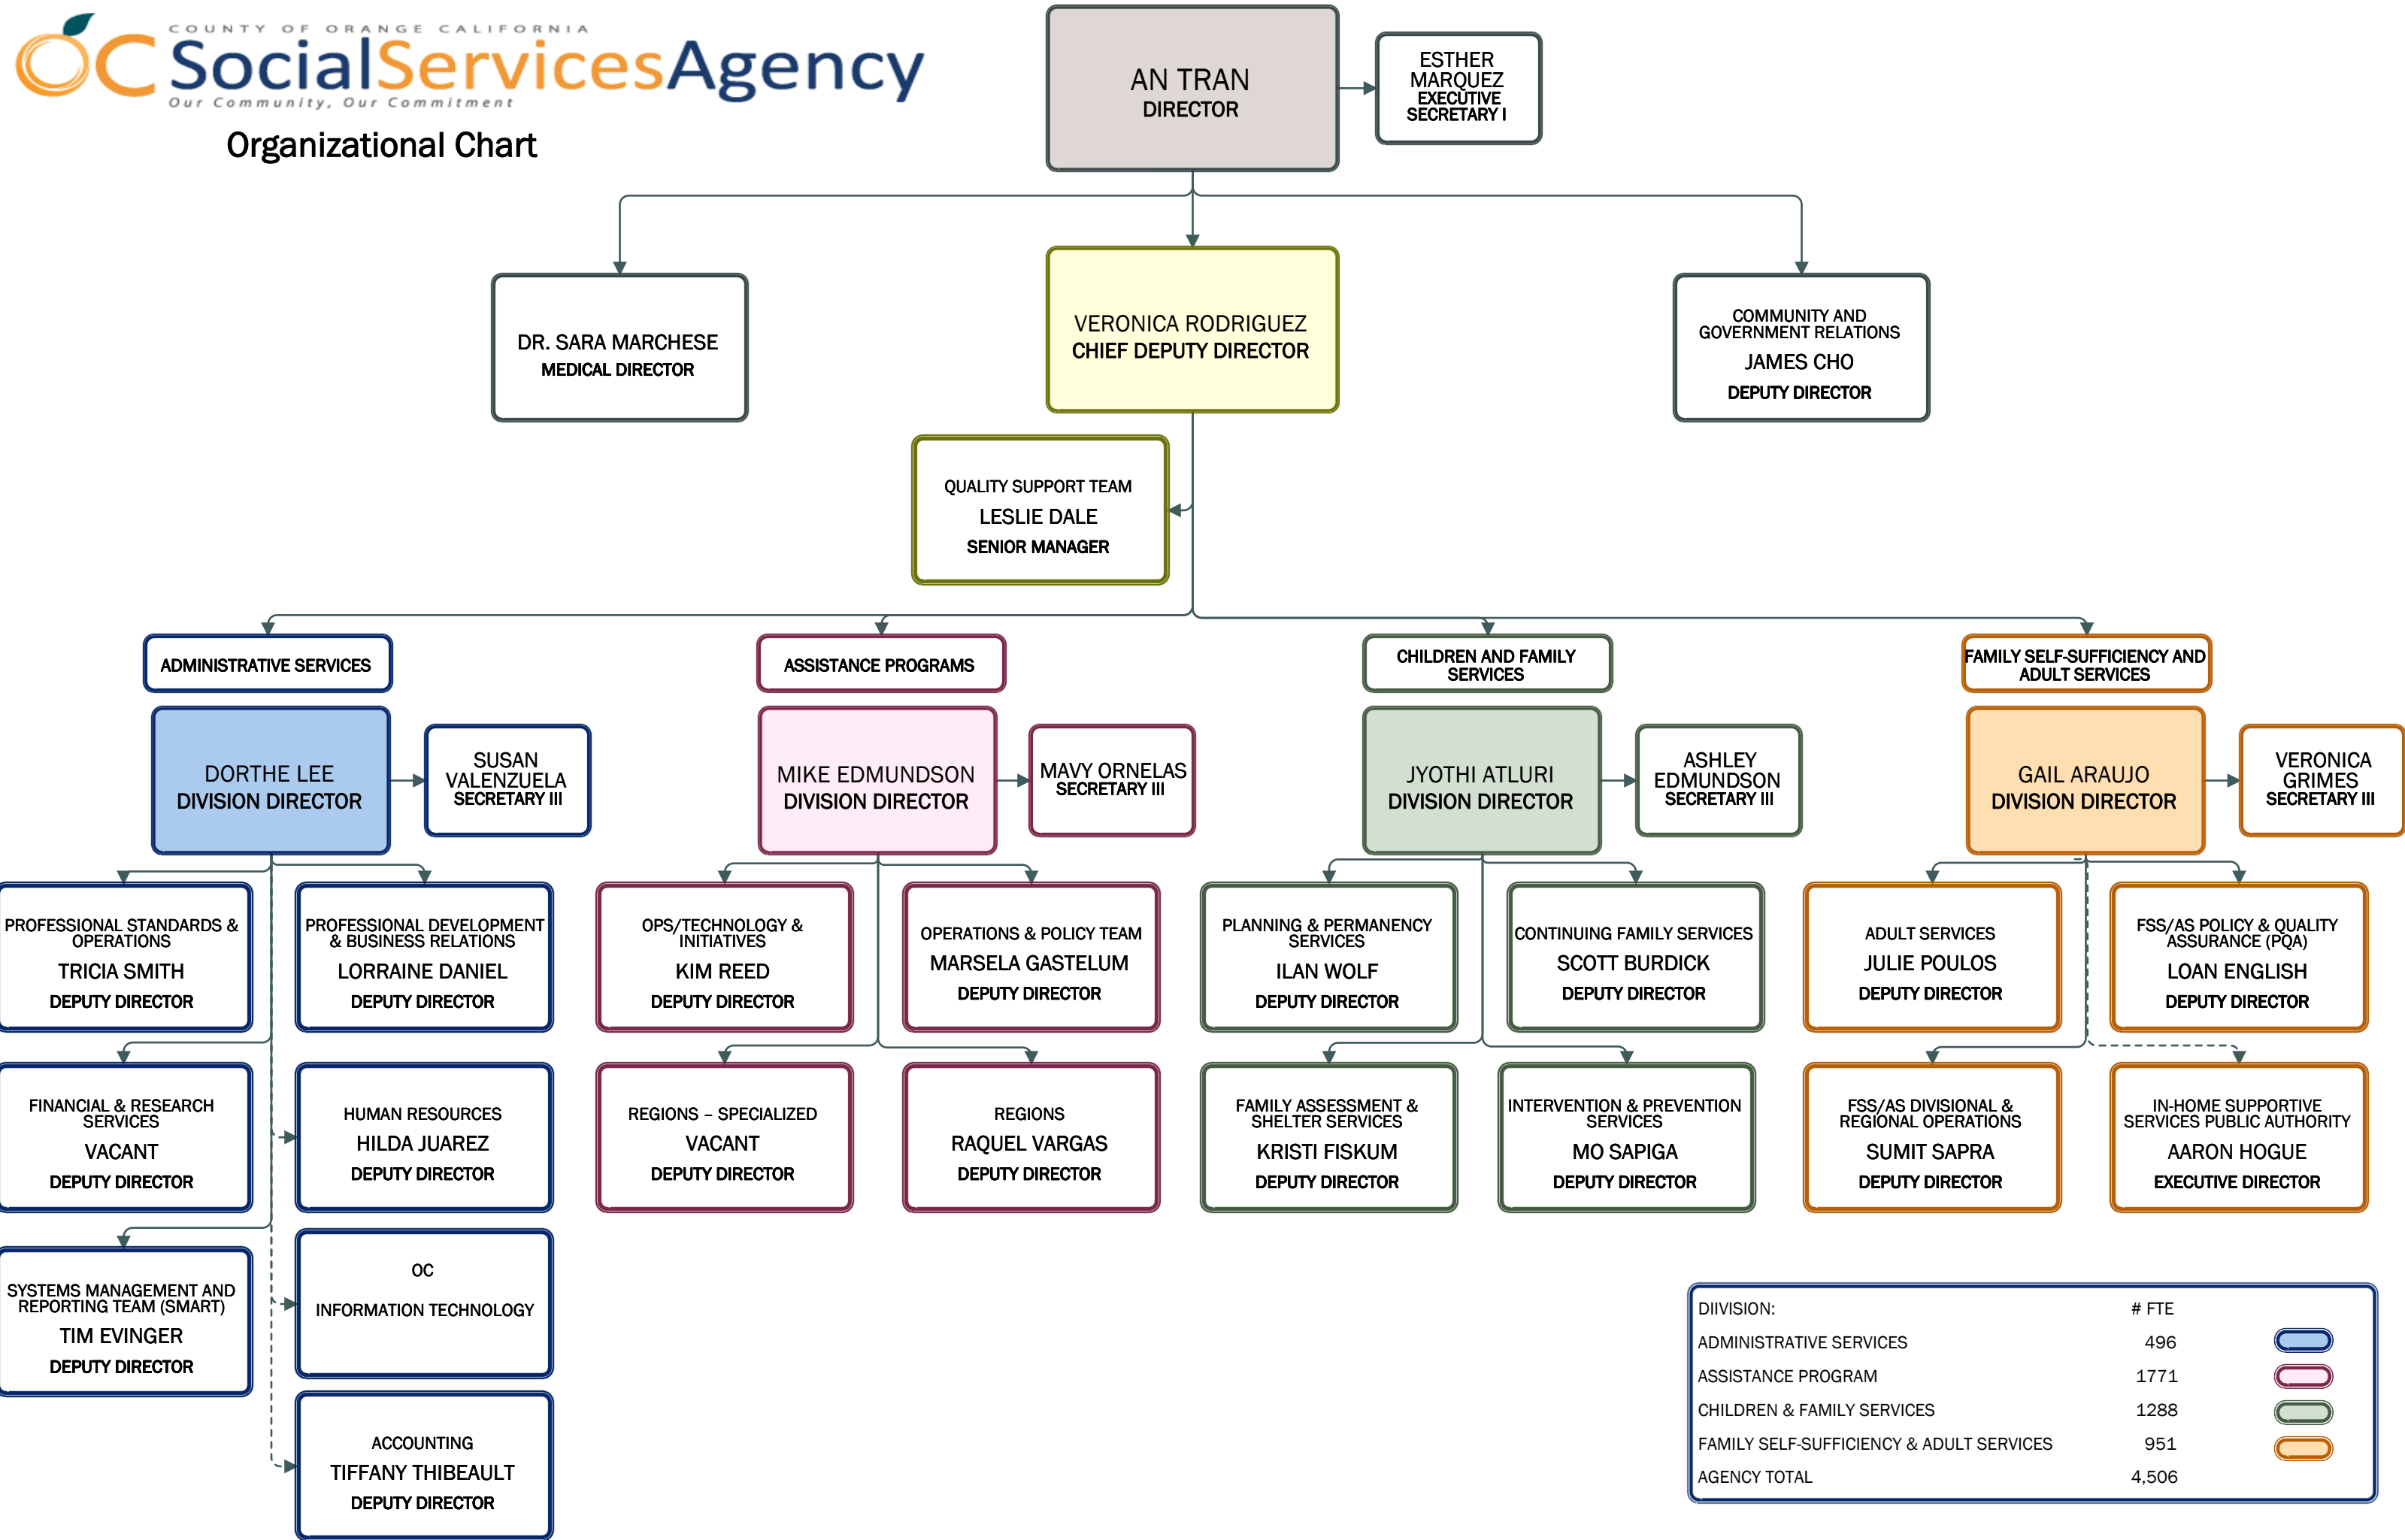 COUNTY OF ORANGE CALIFORNIA
OC SocialServicesAgency
Our Community, Our Commitment
Organizational Chart
AN TRAN
DIRECTOR
ESTHER
MARQUEZ
EXECUTIVE
SECRETARY I
DR. SARA MARCHESE
MEDICAL DIRECTOR
VERONICA RODRIGUEZ
CHIEF DEPUTY DIRECTOR
COMMUNITY AND
GOVERNMENT RELATIONS
JAMES CHO
DEPUTY DIRECTOR
QUALITY SUPPORT TEAM
LESLIE DALE
SENIOR MANAGER
ADMINISTRATIVE SERVICES
DORTHE LEE
DIVISION DIRECTOR
SUSAN
VALENZUELA
SECRETARY III
PROFESSIONAL STANDARDS &
OPERATIONS
TRICIA SMITH
DEPUTY DIRECTOR
PROFESSIONAL DEVELOPMENT
& BUSINESS RELATIONS
LORRAINE DANIEL
DEPUTY DIRECTOR
FINANCIAL & RESEARCH
SERVICES
VACANT
DEPUTY DIRECTOR
HUMAN RESOURCES
HILDA JUAREZ
DEPUTY DIRECTOR
SYSTEMS MANAGEMENT AND
REPORTING TEAM (SMART)
TIM EVINGER
DEPUTY DIRECTOR
OC
INFORMATION TECHNOLOGY
ACCOUNTING
TIFFANY THIBEAULT
DEPUTY DIRECTOR
ASSISTANCE PROGRAMS
MIKE EDMUNDSON
DIVISION DIRECTOR
MAVY ORNELAS
SECRETARY III
OPS/TECHNOLOGY &
INITIATIVES
KIM REED
DEPUTY DIRECTOR
OPERATIONS & POLICY TEAM
MARSELA GASTELUM
DEPUTY DIRECTOR
REGIONS – SPECIALIZED
VACANT
DEPUTY DIRECTOR
REGIONS
RAQUEL VARGAS
DEPUTY DIRECTOR
CHILDREN AND FAMILY
SERVICES
JYOTHI ATLURI
DIVISION DIRECTOR
ASHLEY
EDMUNDSON
SECRETARY III
PLANNING & PERMANENCY
SERVICES
ILAN WOLF
DEPUTY DIRECTOR
CONTINUING FAMILY SERVICES
SCOTT BURDICK
DEPUTY DIRECTOR
FAMILY ASSESSMENT &
SHELTER SERVICES
KRISTI FISKUM
DEPUTY DIRECTOR
INTERVENTION & PREVENTION
SERVICES
MO SAPIGA
DEPUTY DIRECTOR
FAMILY SELF-SUFFICIENCY AND
ADULT SERVICES
GAIL ARAUJO
DIVISION DIRECTOR
VERONICA
GRIMES
SECRETARY III
ADULT SERVICES
JULIE POULOS
DEPUTY DIRECTOR
FSS/AS POLICY & QUALITY
ASSURANCE (PQA)
LOAN ENGLISH
DEPUTY DIRECTOR
FSS/AS DIVISIONAL &
REGIONAL OPERATIONS
SUMIT SAPRA
DEPUTY DIRECTOR
IN-HOME SUPPORTIVE
SERVICES PUBLIC AUTHORITY
AARON HOGUE
EXECUTIVE DIRECTOR
DIIVISION: # FTE
ADMINISTRATIVE SERVICES 496
ASSISTANCE PROGRAM 1771
CHILDREN & FAMILY SERVICES 1288
FAMILY SELF-SUFFICIENCY & ADULT SERVICES 951
AGENCY TOTAL 4,506